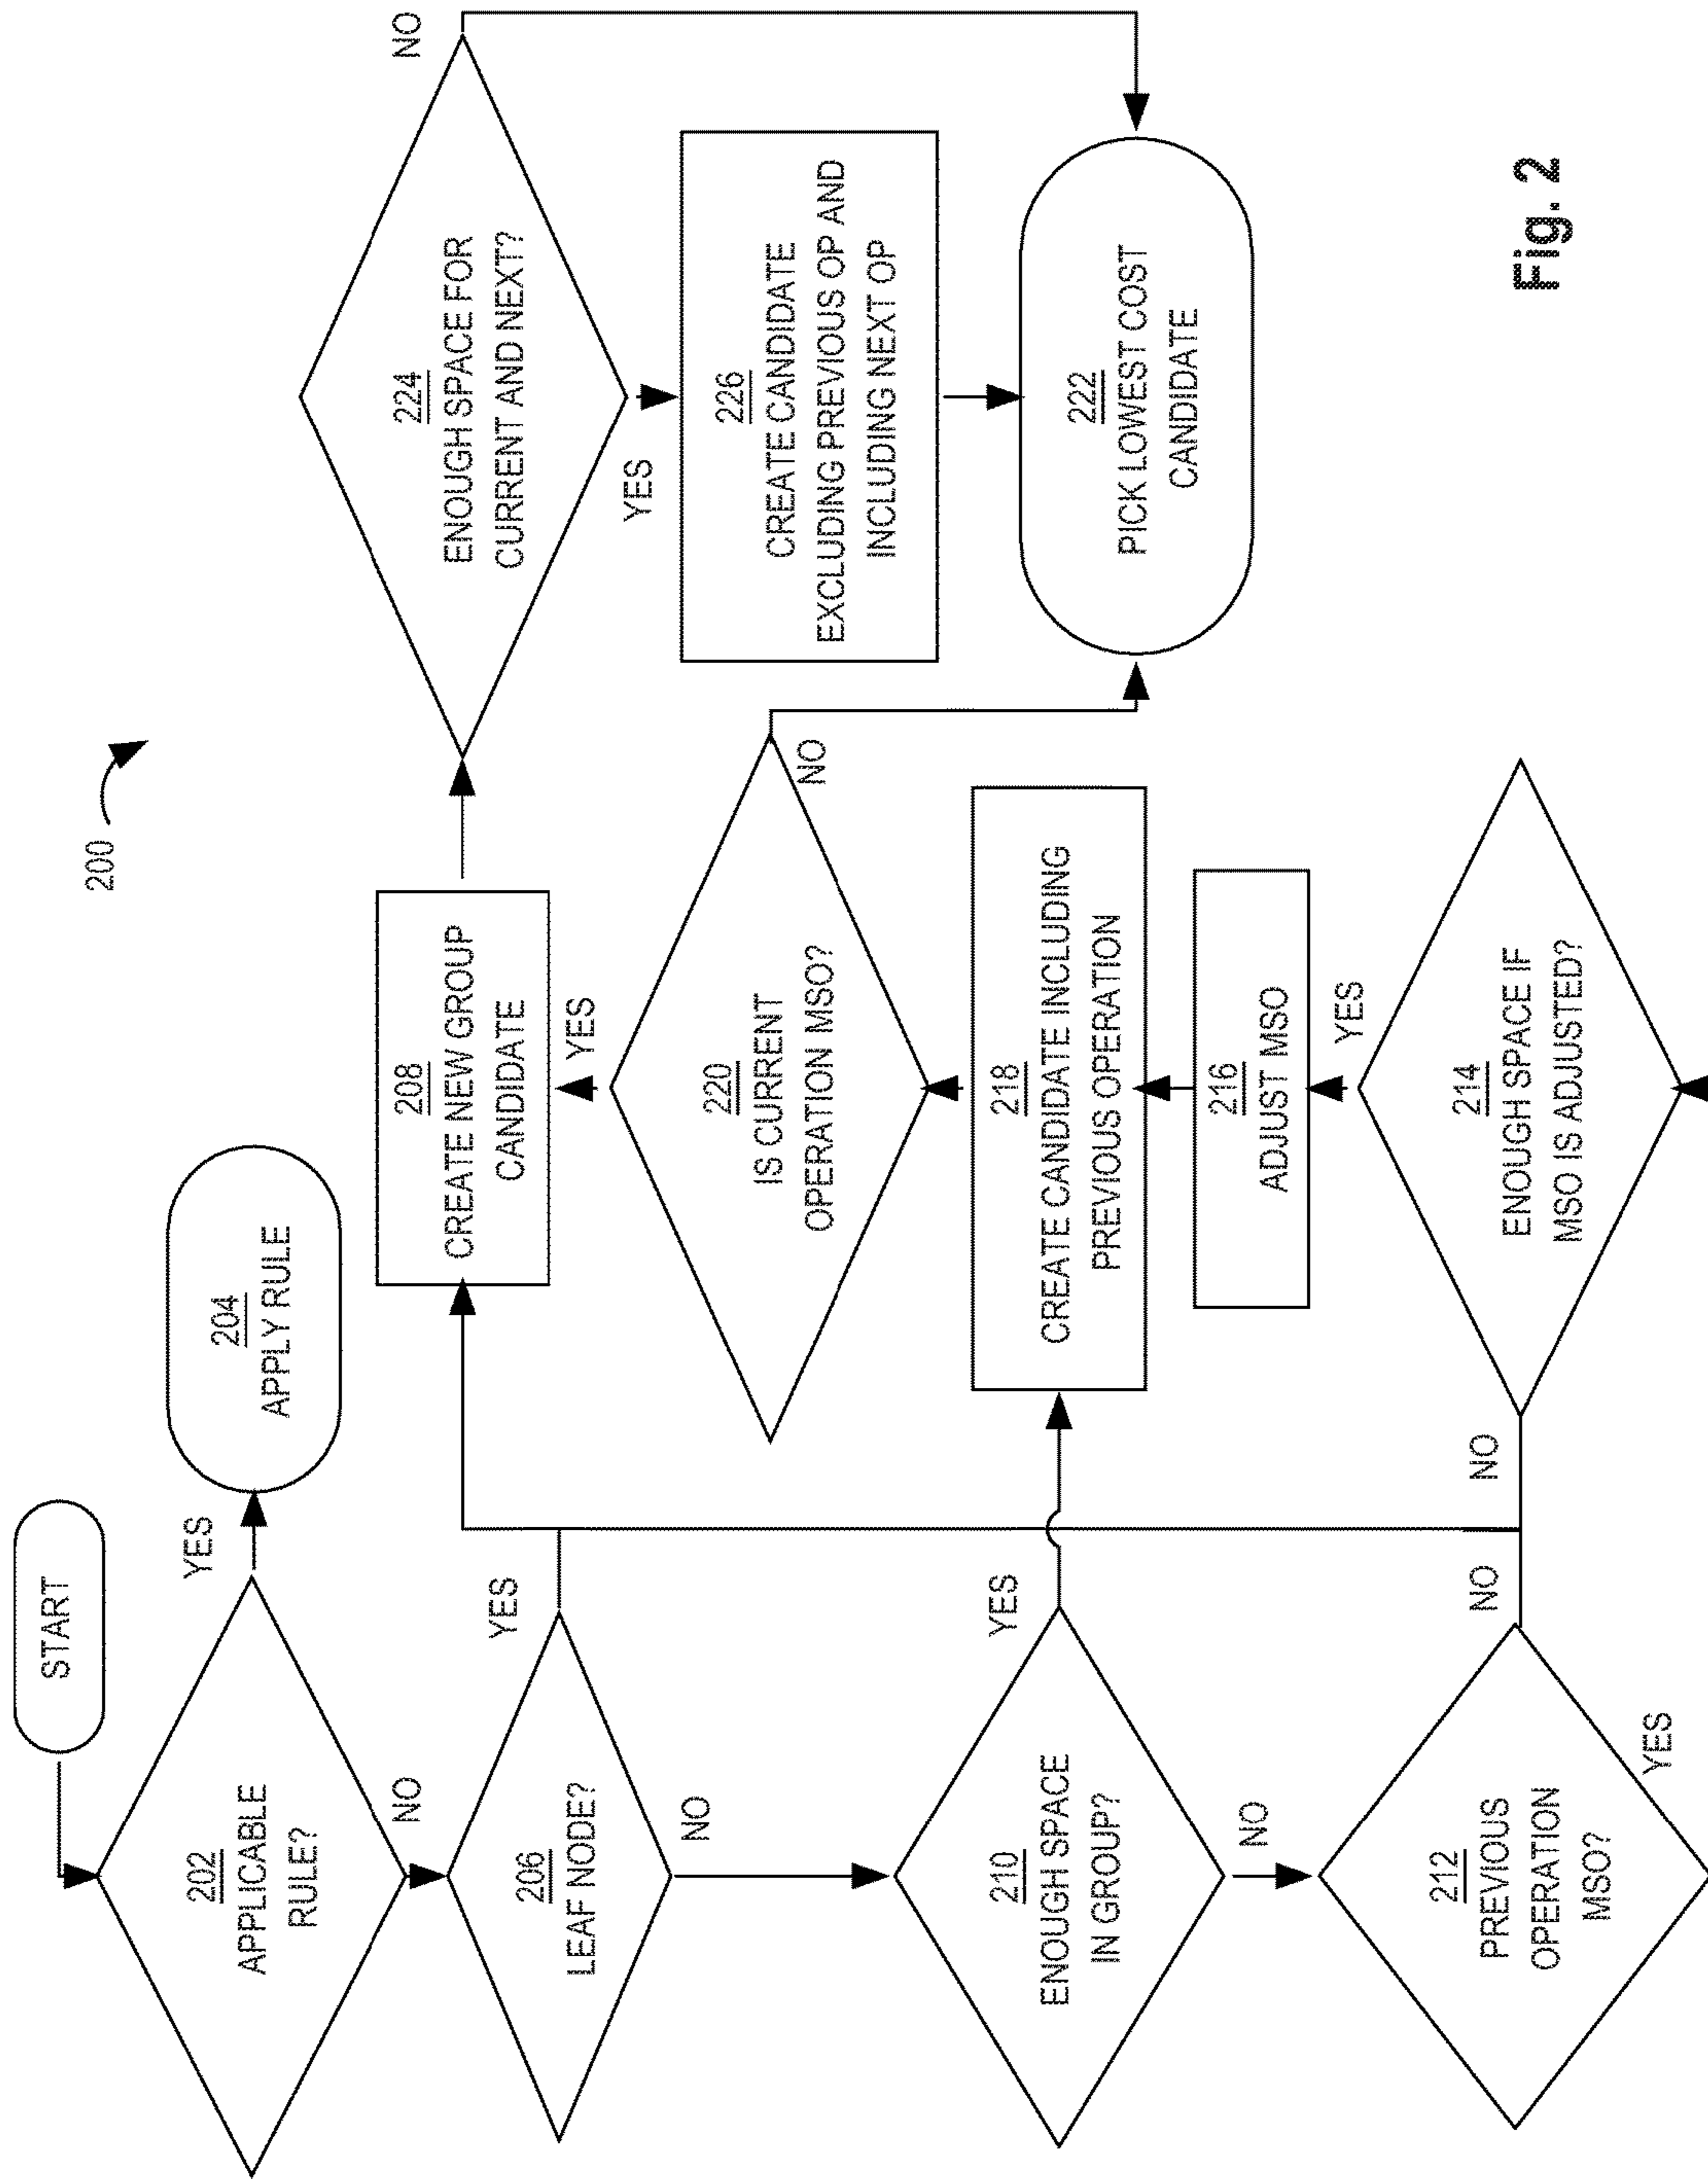 200
START
202
APPLICABLE
RULE?
YES
NO
204
APPLY RULE
206
LEAF NODE?
YES
NO
208
CREATE NEW GROUP
CANDIDATE
210
ENOUGH SPACE
IN GROUP?
YES
NO
212
PREVIOUS
OPERATION
MSO?
NO
YES
214
ENOUGH SPACE IF
MSO IS ADJUSTED?
NO
YES
216
ADJUST MSO
218
CREATE CANDIDATE INCLUDING
PREVIOUS OPERATION
220
IS CURRENT
OPERATION MSO?
YES
NO
224
ENOUGH SPACE FOR
CURRENT AND NEXT?
NO
YES
226
CREATE CANDIDATE
EXCLUDING PREVIOUS OP AND
INCLUDING NEXT OP
222
PICK LOWEST COST
CANDIDATE
Fig. 2